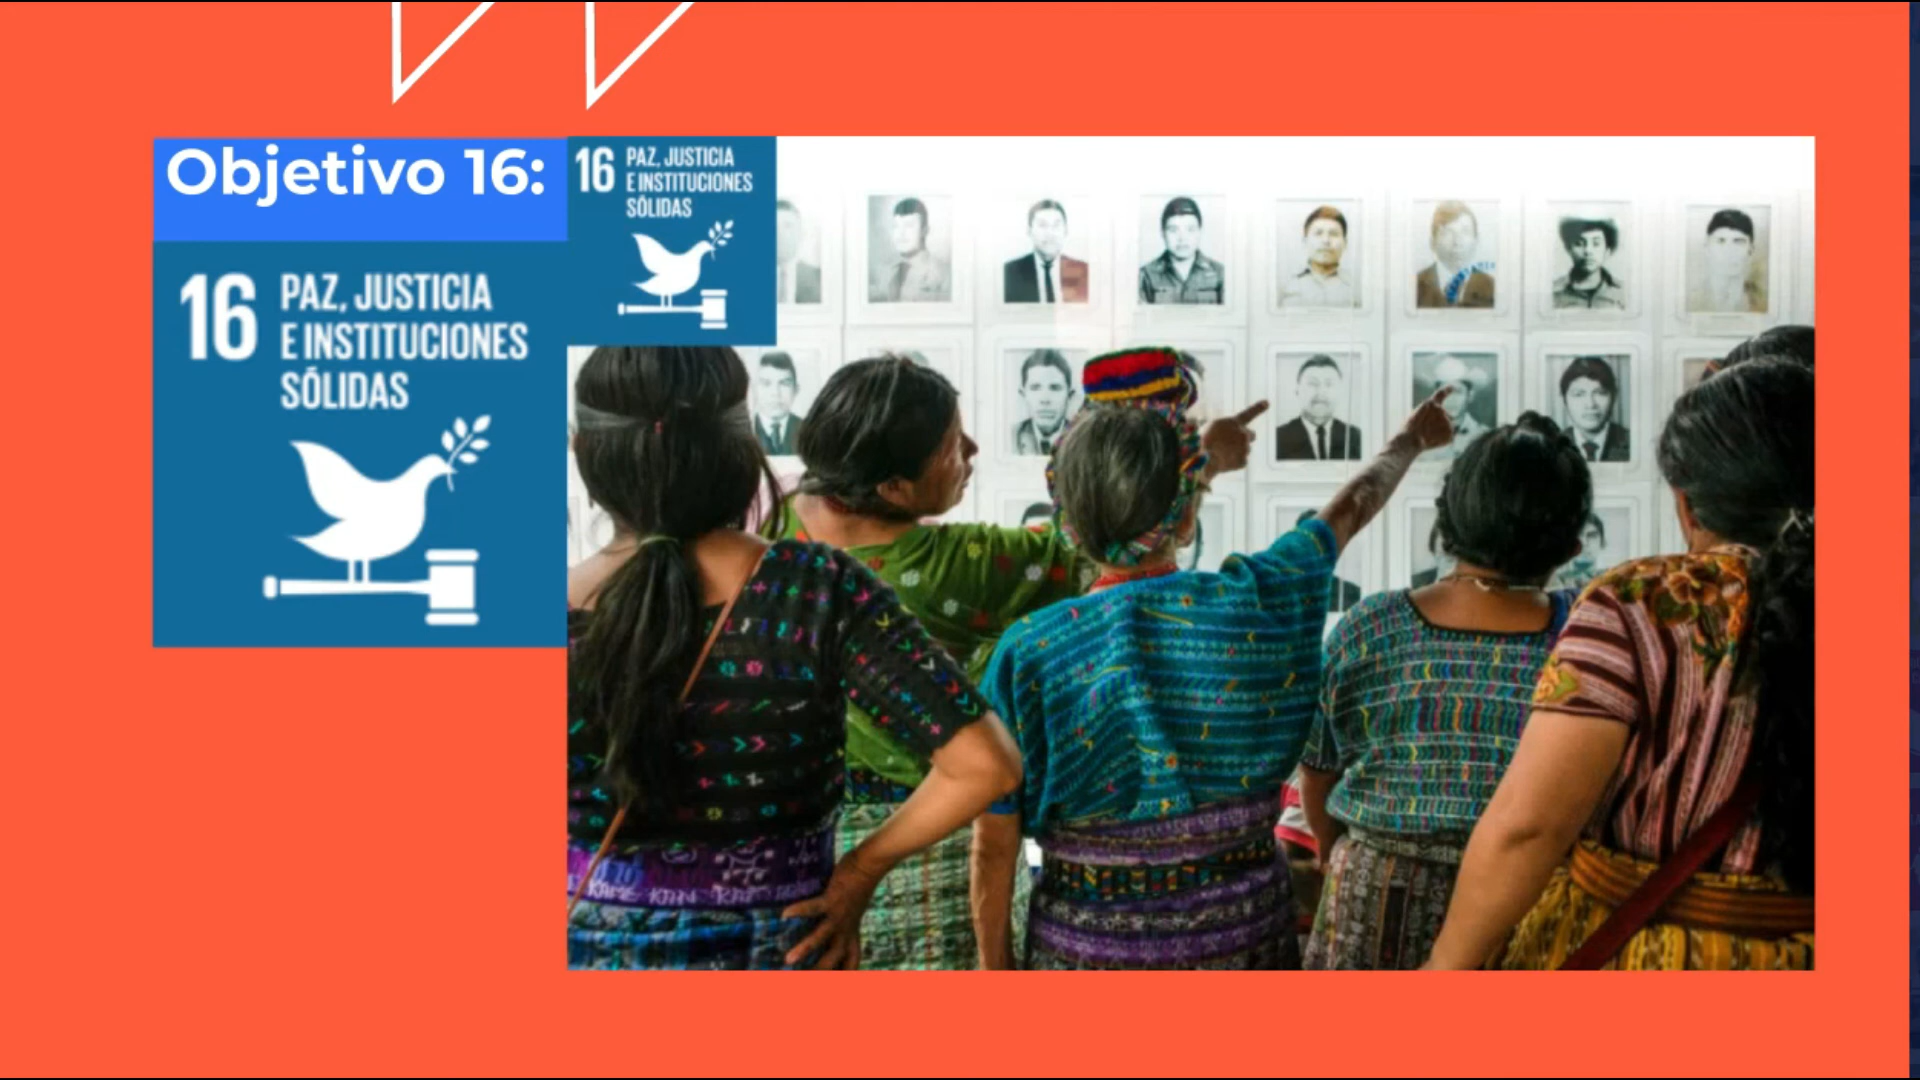 Objetivo 16:
16 PAZ, JUSTICIA
E INSTITUCIONES
SÓLIDAS
16 PAZ, JUSTICIA
E INSTITUCIONES
SÓLIDAS